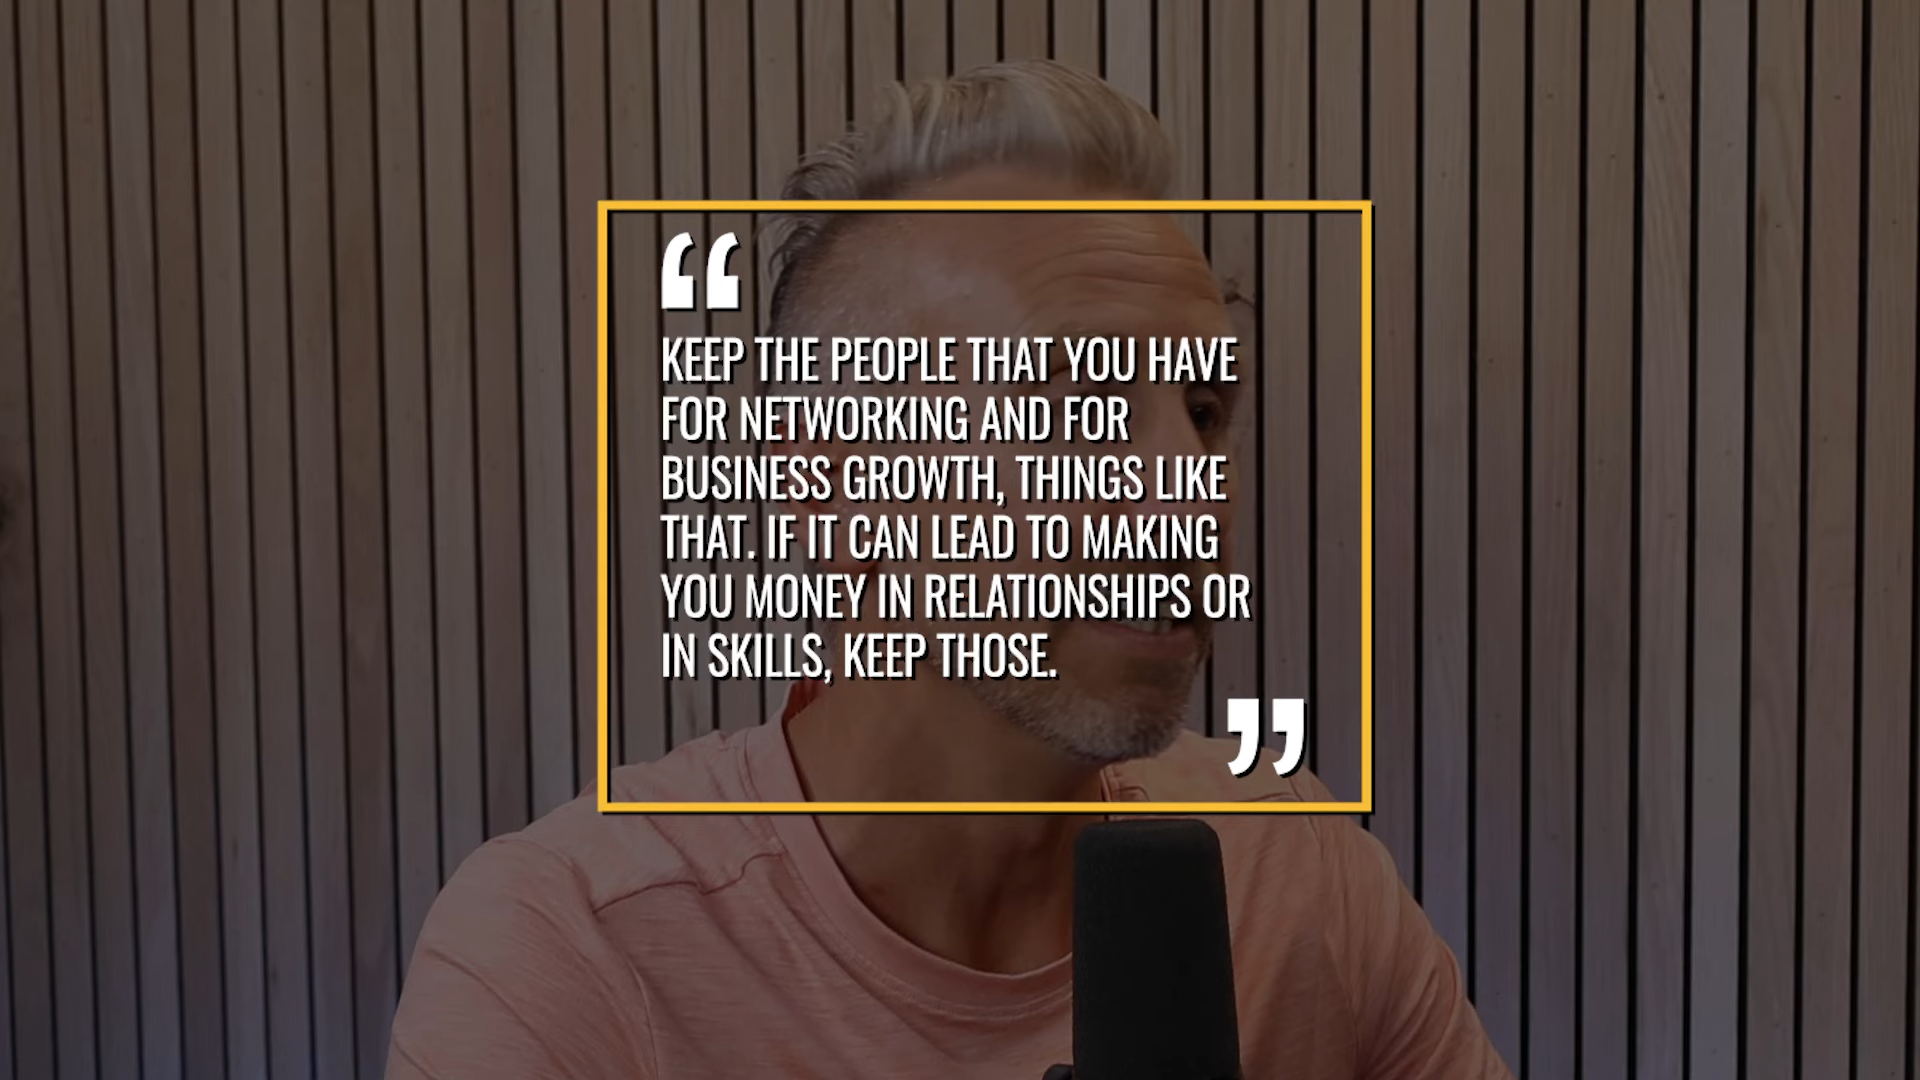 “
KEEP THE PEOPLE THAT YOU HAVE
FOR NETWORKING AND FOR
BUSINESS GROWTH, THINGS LIKE
THAT. IF IT CAN LEAD TO MAKING
YOU MONEY IN RELATIONSHIPS OR
IN SKILLS, KEEP THOSE.
”